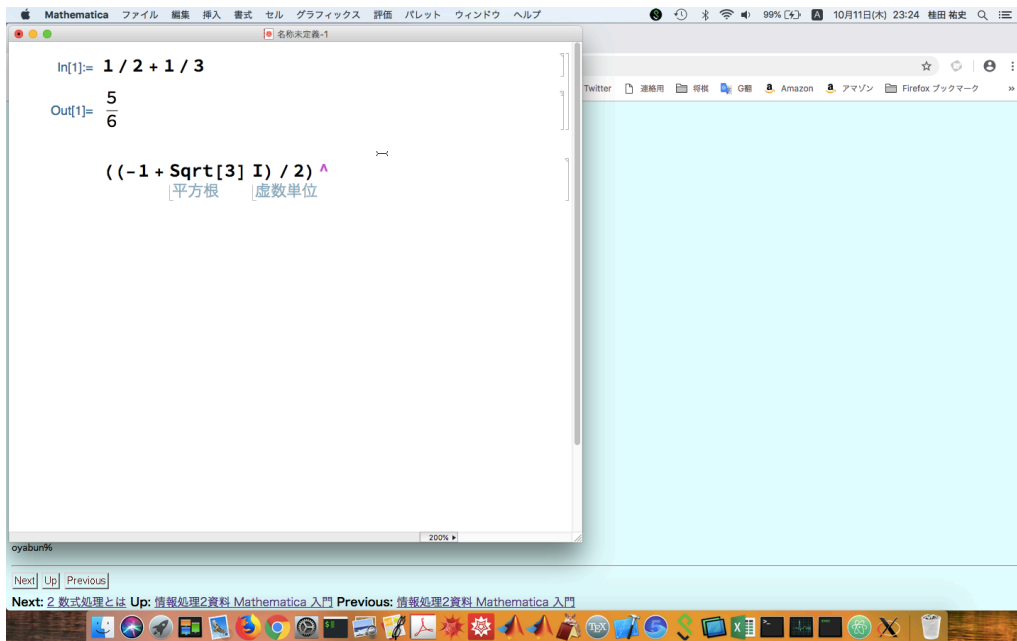 Mathematica ファイル 編集 挿入 書式 セル グラフィックス 評価 パレット ウィンドウ ヘルプ 99% A 10月11日(木) 23:24 桂田 祐史
名称未定義-1
In[1]:= 1 / 2 + 1 / 3
Out[1]= 5/6
((-1 + Sqrt[3] I) / 2) ^
平方根 虚数単位
Twitter 連絡用 将棋 G翻 Amazon アマゾン Firefox ブックマーク »
200%
oyabun%
Next Up Previous
Next: 2 数式処理とは Up: 情報処理2資料 Mathematica 入門 Previous: 情報処理2資料 Mathematica 入門
TEX X